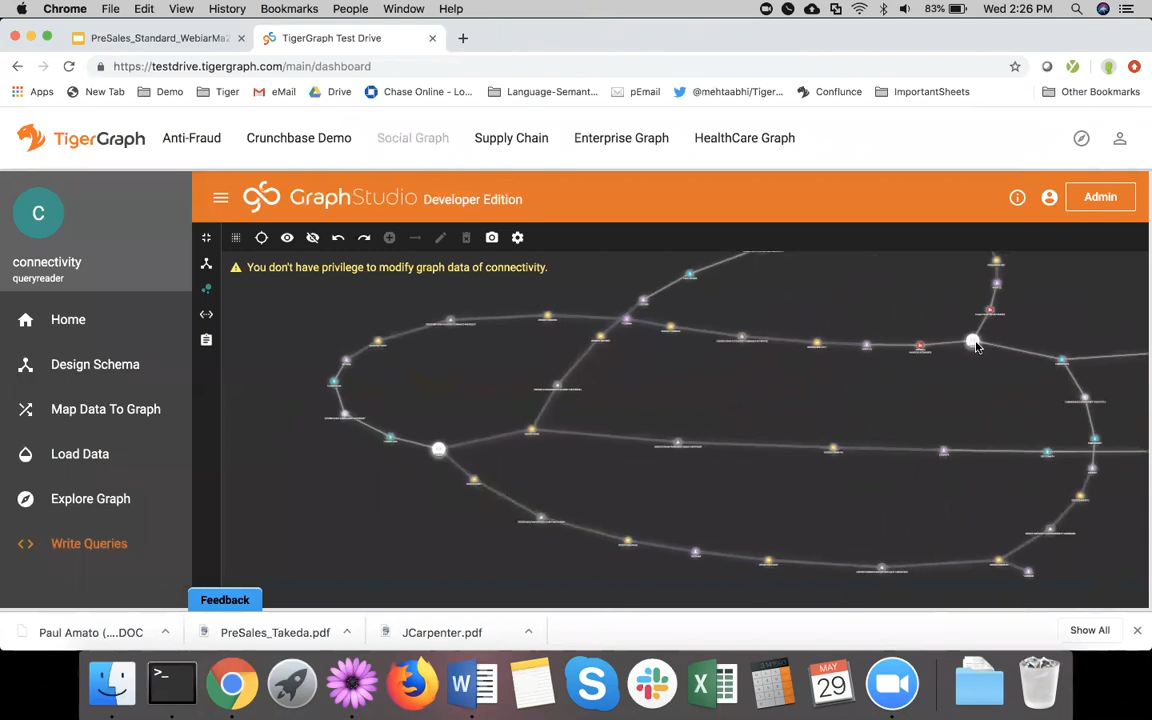 Chrome File Edit View History Bookmarks People Window Help 83% Wed 2:26 PM
PreSales_Standard_WebiarMa2 TigerGraph Test Drive
https://testdrive.tigergraph.com/main/dashboard
Apps New Tab Demo Tiger eMail Drive Chase Online - Lo... Language-Semant... pEmail @mehtaabhi/Tiger... Conflunce ImportantSheets Other Bookmarks
TigerGraph Anti-Fraud Crunchbase Demo Social Graph Supply Chain Enterprise Graph HealthCare Graph
C
GraphStudio Developer Edition Admin
connectivity
queryreader
You don't have privilege to modify graph data of connectivity.
Home
Design Schema
Map Data To Graph
Load Data
Explore Graph
Write Queries
Feedback
Paul Amato (....DOC PreSales_Takeda.pdf JCarpenter.pdf Show All
MAY
29